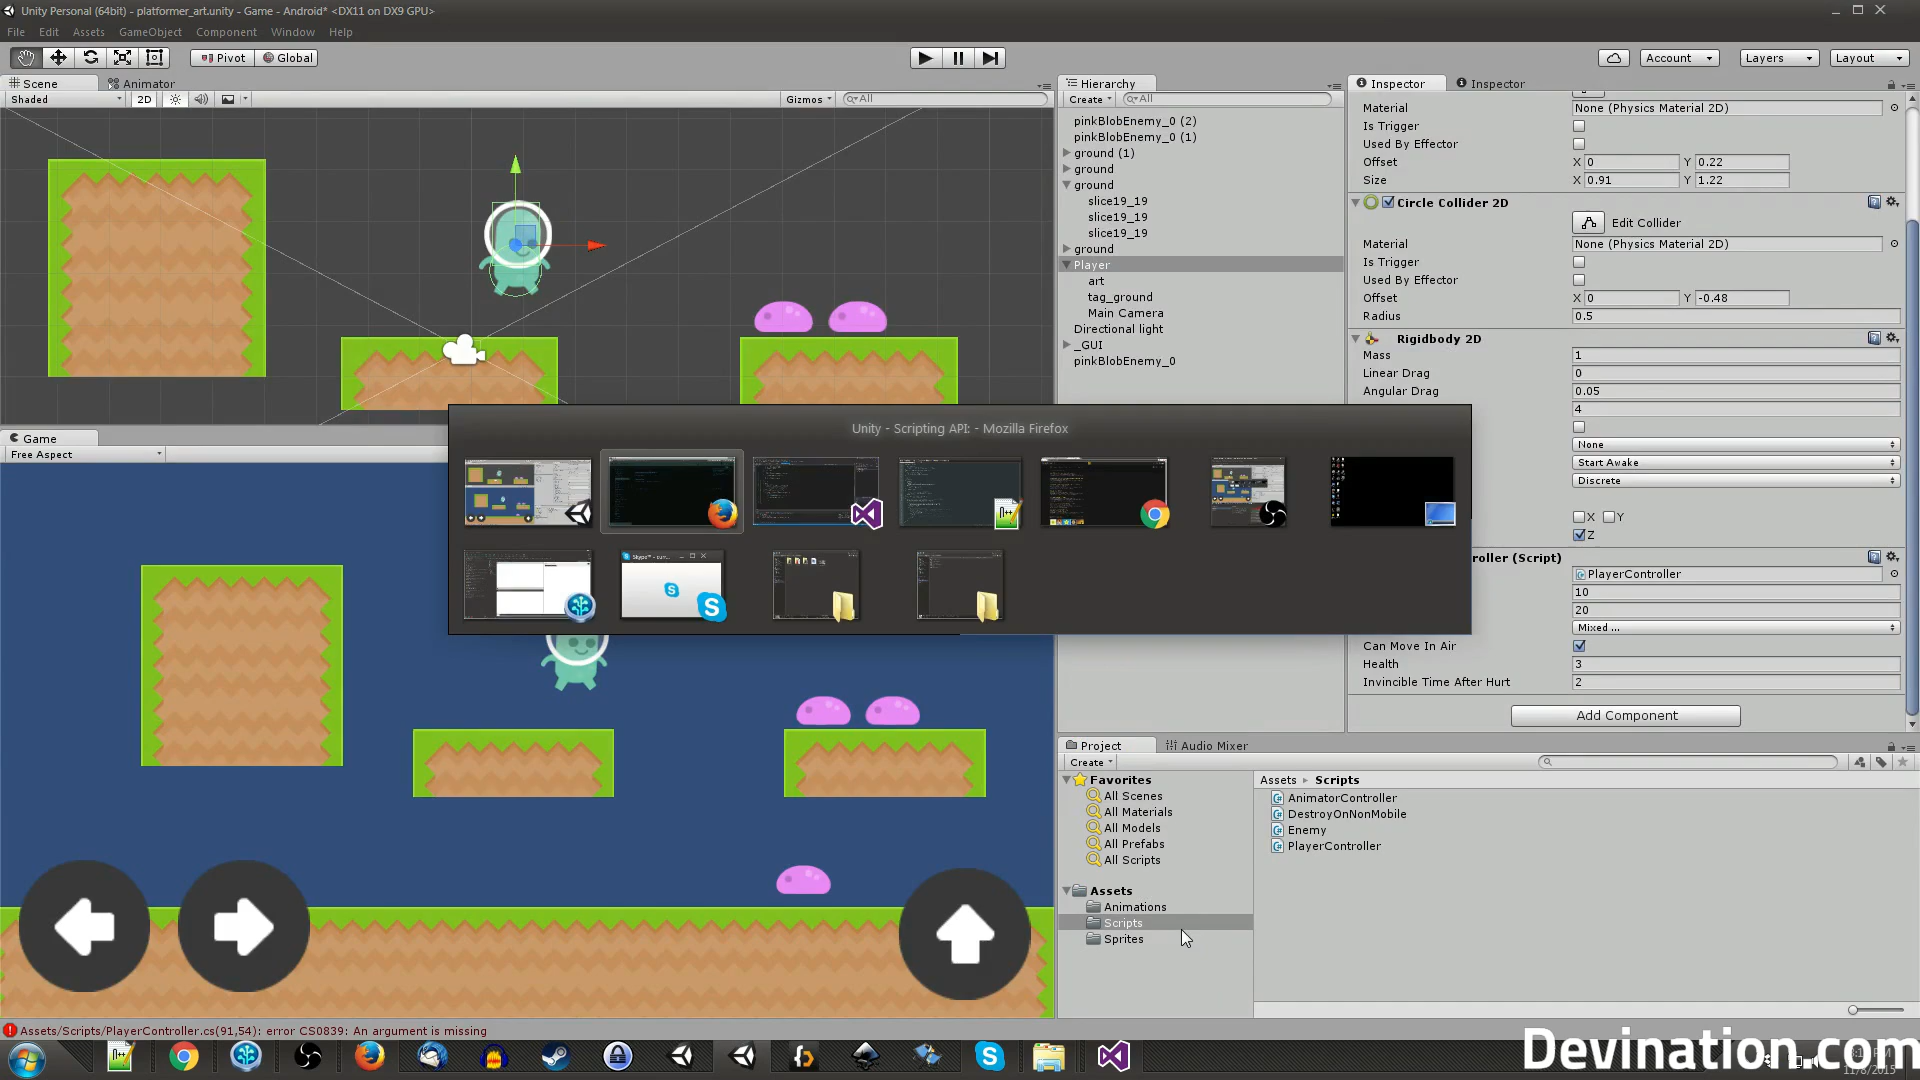 Unity Personal (64bit) - platformer_art.unity - Game - Android* <DX11 on DX9 GPU>
File Edit Assets GameObject Component Window Help
Pivot Global Account Layers Layout
Scene Animator
Shaded 2D Gizmos All
Hierarchy
Create All
pinkBlobEnemy_0 (2)
pinkBlobEnemy_0 (1)
ground (1)
ground
ground
slice19_19
slice19_19
slice19_19
ground
Player
art
tag_ground
Main Camera
Directional light
_GUI
pinkBlobEnemy_0
Inspector Inspector
Material None (Physics Material 2D)
Is Trigger
Used By Effector
Offset X 0 Y 0.22
Size X 0.91 Y 1.22
Circle Collider 2D
Edit Collider
Material None (Physics Material 2D)
Is Trigger
Used By Effector
Offset X 0 Y -0.48
Radius 0.5
Rigidbody 2D
Mass 1
Linear Drag 0
Angular Drag 0.05
4
None
Start Awake
Discrete
X Y
Z
roller (Script)
PlayerController
10
20
Mixed ...
Can Move In Air
Health 3
Invincible Time After Hurt 2
Add Component
Unity - Scripting API: - Mozilla Firefox
Game
Free Aspect
Project Audio Mixer
Create
Favorites
All Scenes
All Materials
All Models
All Prefabs
All Scripts
Assets
Animations
Scripts
Sprites
Assets Scripts
AnimatorController
DestroyOnNonMobile
Enemy
PlayerController
Assets/Scripts/PlayerController.cs(91,54): error CS0839: An argument is missing
Devination.com
11/8/2015